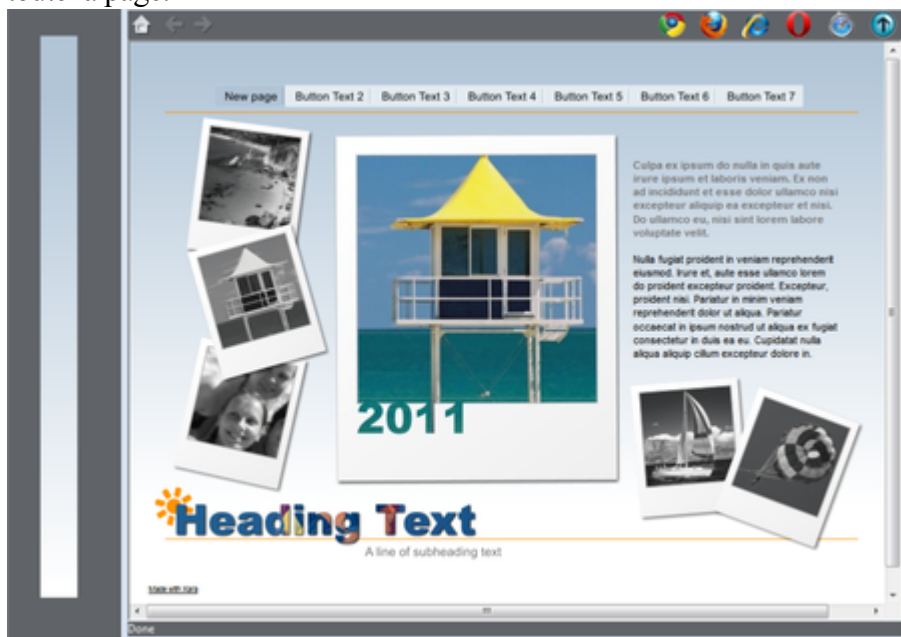 New page Button Text 2 Button Text 3 Button Text 4 Button Text 5 Button Text 6 Button Text 7
Culpa ex ipsum do nulla in quis aute
irure ipsum et laboris veniam. Ex non
ad incididunt et esse dolor ullamco nisi
excepteur aliquip ea excepteur et nisi.
Do ullamco eu, nisi sint lorem labore
voluptate velit.
Nulla fugiat proident in veniam reprehenderit
eiusmod. Irure et, aute esse ullamco lorem
do proident excepteur proident. Excepteur,
proident nisi. Pariatur in minim veniam
reprehenderit dolor ut aliqua. Pariatur
occaecat in ipsum nostrud ut aliqua ex fugiat
consectetur in duis ea eu. Cupidatat nulla
aliqua aliquip cillum excepteur dolore in.
2011
Heading Text
A line of subheading text
Made with Xara
Done